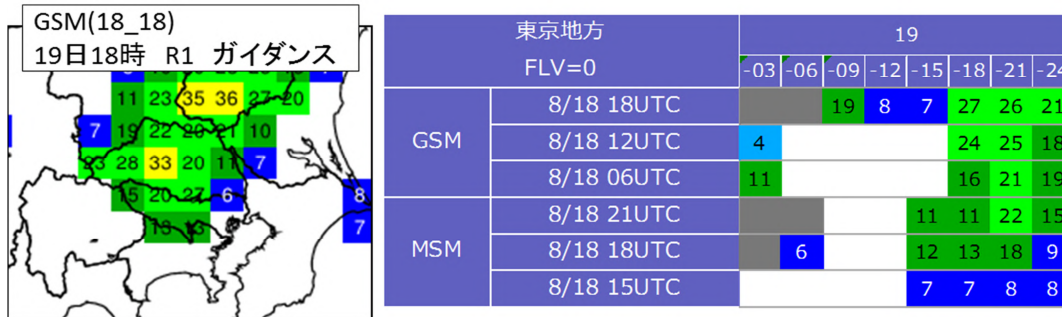 GSM(18_18)
19日18時 R1 ガイダンス
11 23 35 36 27 20
7 19 22 20 21 10
23 28 33 20 11 7
15 20 27 6 8
13 13 7
東京地方 19
FLV=0 -03 -06 -09 -12 -15 -18 -21 -24
GSM
8/18 18UTC 19 8 7 27 26 21
8/18 12UTC 4 24 25 18
8/18 06UTC 11 16 21 19
MSM
8/18 21UTC 11 11 22 15
8/18 18UTC 6 12 13 18 9
8/18 15UTC 7 7 8 8